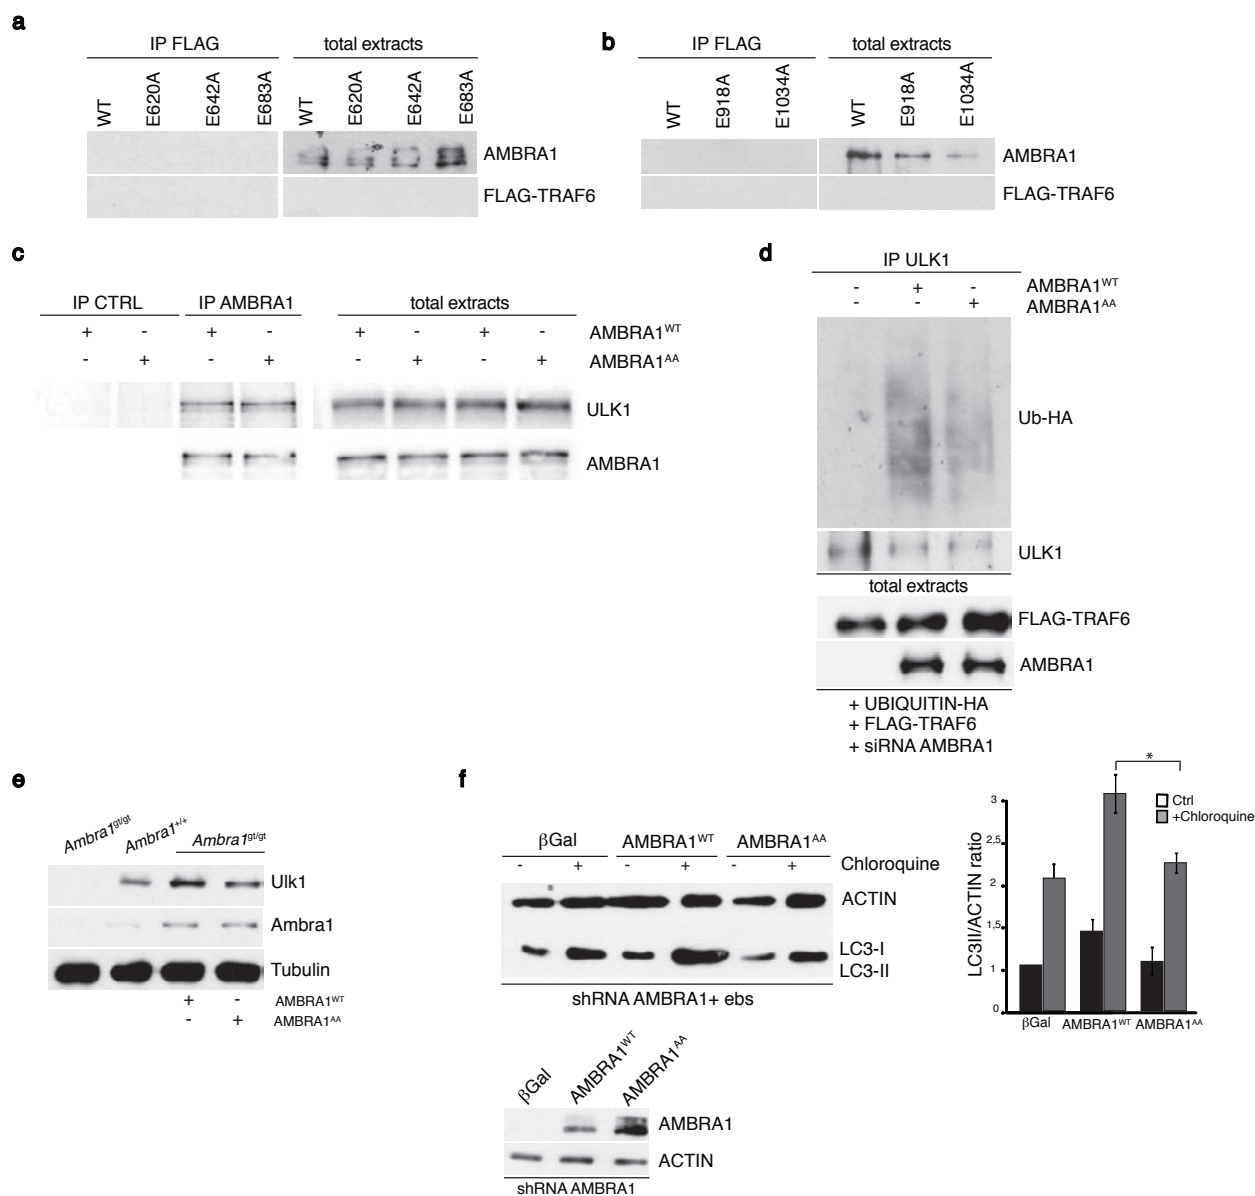 a
IP FLAG total extracts
WT E620A E642A E683A WT E620A E642A E683A
AMBRA1
FLAG-TRAF6
b
IP FLAG total extracts
WT E918A E1034A WT E918A E1034A
AMBRA1
FLAG-TRAF6
c
IP CTRL IP AMBRA1 total extracts
+ - + - + - + - AMBRA1WT
- + - + - + - + AMBRA1AA
ULK1
AMBRA1
d
IP ULK1
- + - AMBRA1WT
- - + AMBRA1AA
Ub-HA
ULK1
total extracts
FLAG-TRAF6
AMBRA1
+ UBIQUITIN-HA
+ FLAG-TRAF6
+ siRNA AMBRA1
e
Ambra1gt/gt Ambra1+/+ Ambra1gt/gt
Ulk1
Ambra1
Tubulin
+ - AMBRA1WT
- + AMBRA1AA
f
βGal AMBRA1WT AMBRA1AA
- + - + - + Chloroquine
ACTIN
LC3-I
LC3-II
shRNA AMBRA1+ ebs
βGal AMBRA1WT AMBRA1AA
AMBRA1
ACTIN
shRNA AMBRA1
*
Ctrl
+Chloroquine
LC3II/ACTIN ratio
3
2,5
2
1,5
1
0
βGal AMBRA1WT AMBRA1AA